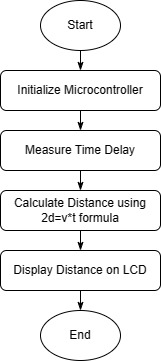 Start
Initialize Microcontroller
Measure Time Delay
Calculate Distance using
2d=v*t formula
Display Distance on LCD
End